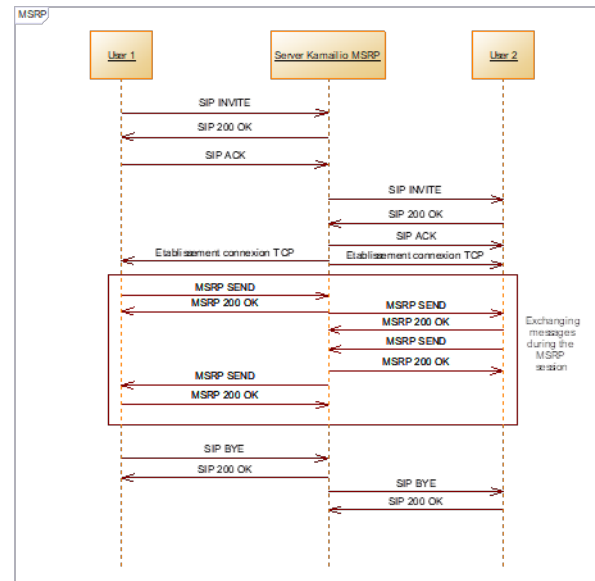 MSRP
User 1
Server Kamailio MSRP
User 2
SIP INVITE
SIP 200 OK
SIP ACK
SIP INVITE
SIP 200 OK
SIP ACK
Etablissement connexion TCP
Etablissement connexion TCP
MSRP SEND
MSRP 200 OK
MSRP SEND
MSRP 200 OK
MSRP SEND
MSRP 200 OK
MSRP SEND
MSRP 200 OK
Exchanging
messages
during the
MSRP
session
SIP BYE
SIP 200 OK
SIP BYE
SIP 200 OK